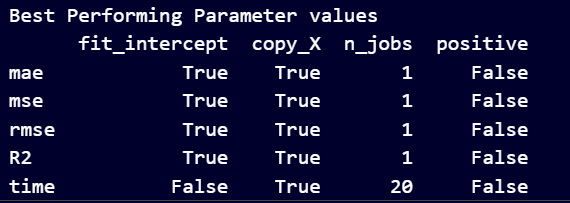 Best Performing Parameter values
fit_intercept copy_X n_jobs positive
mae True True 1 False
mse True True 1 False
rmse True True 1 False
R2 True True 1 False
time False True 20 False